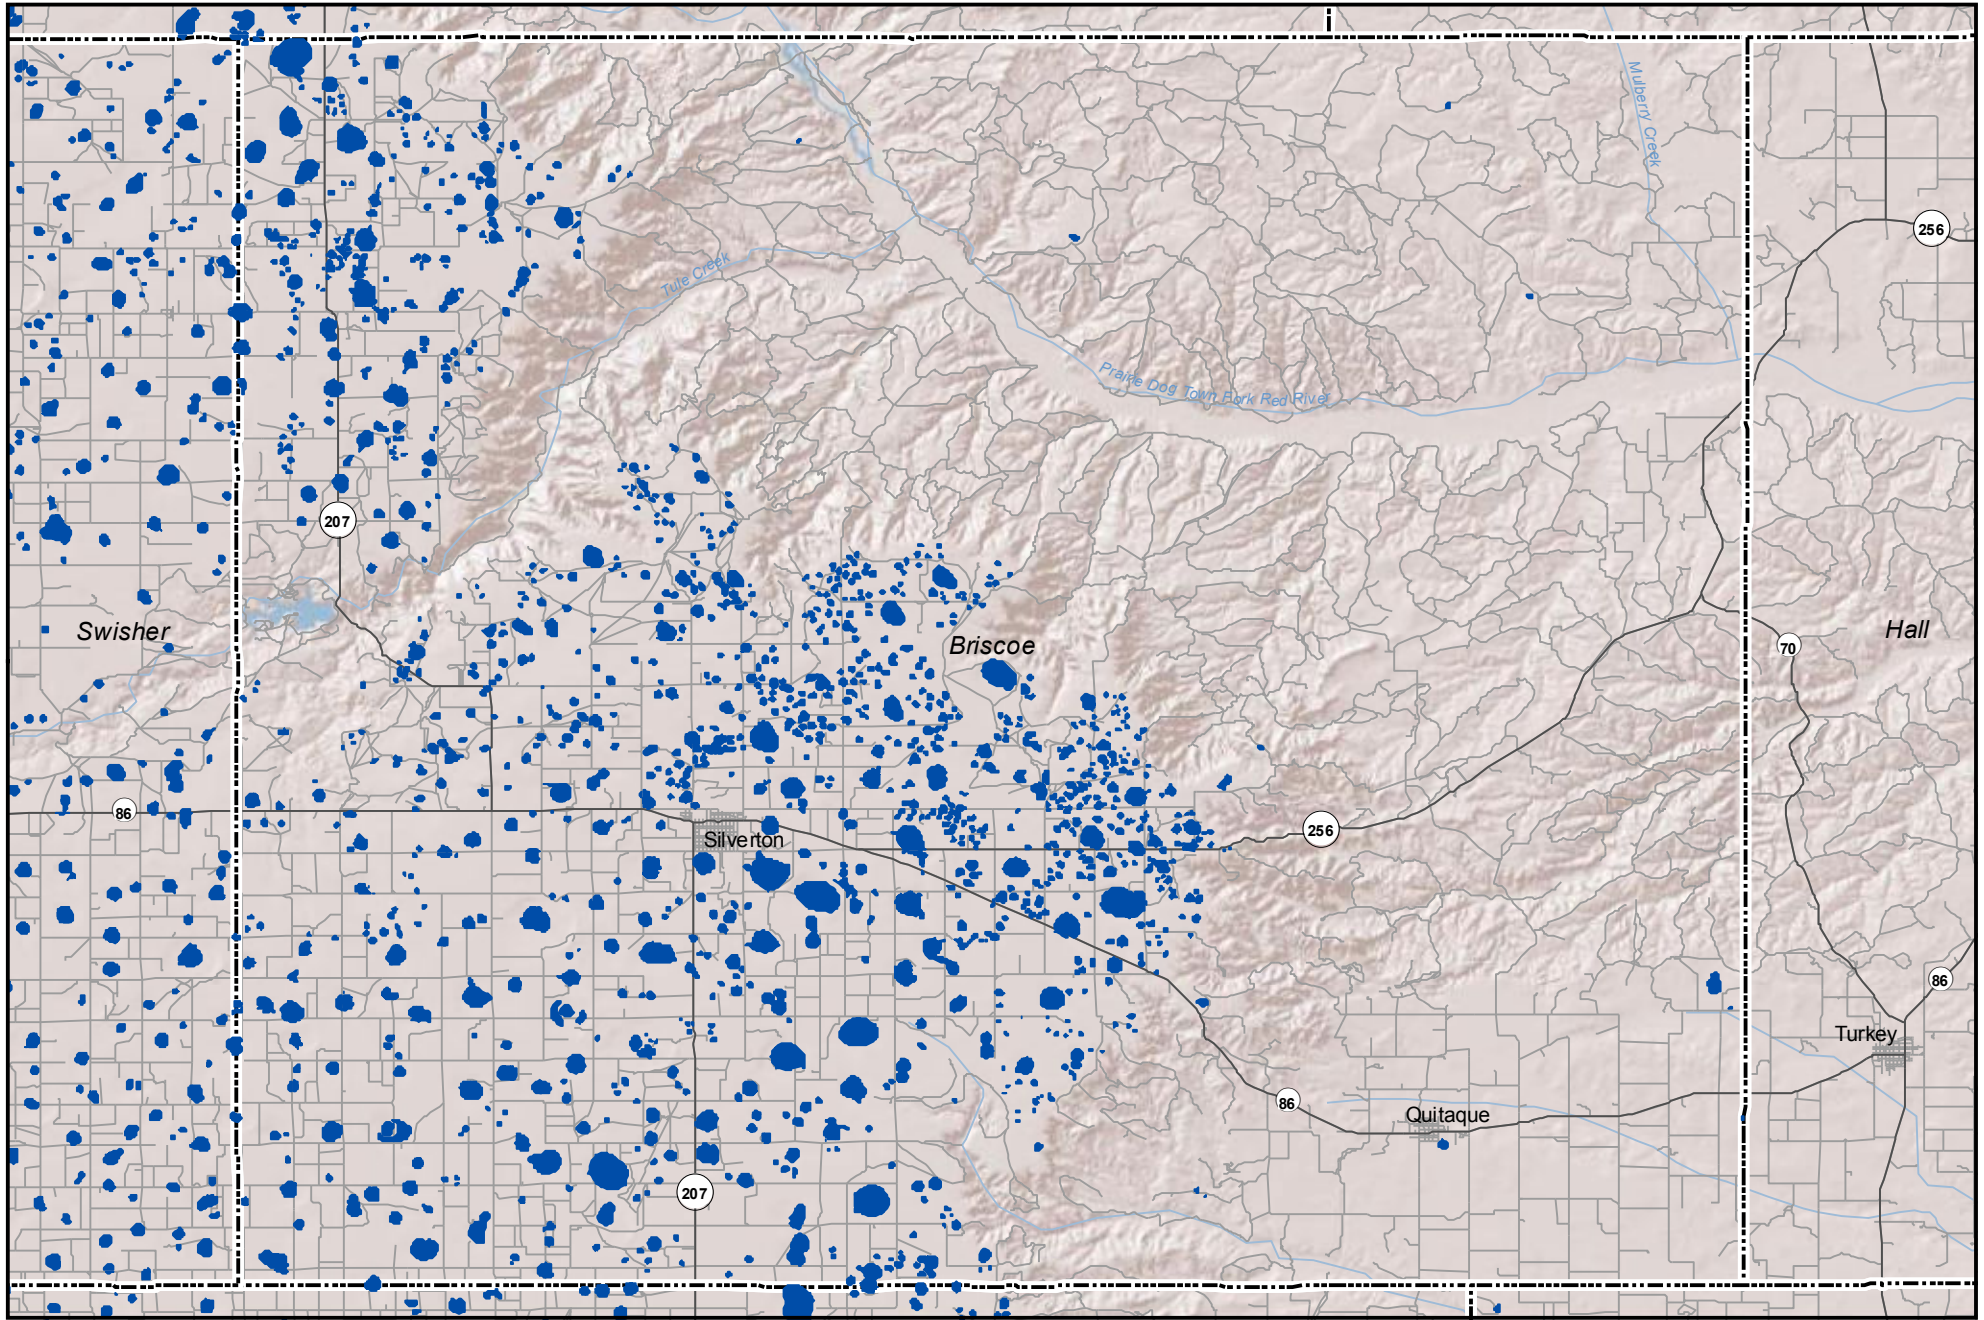 Mulberry Creek
256
Tule Creek
Prairie Dog Town Fork Red River
207
Swisher
Briscoe
Hall
70
86
Silverton
256
86
Turkey
86
Quitaque
207